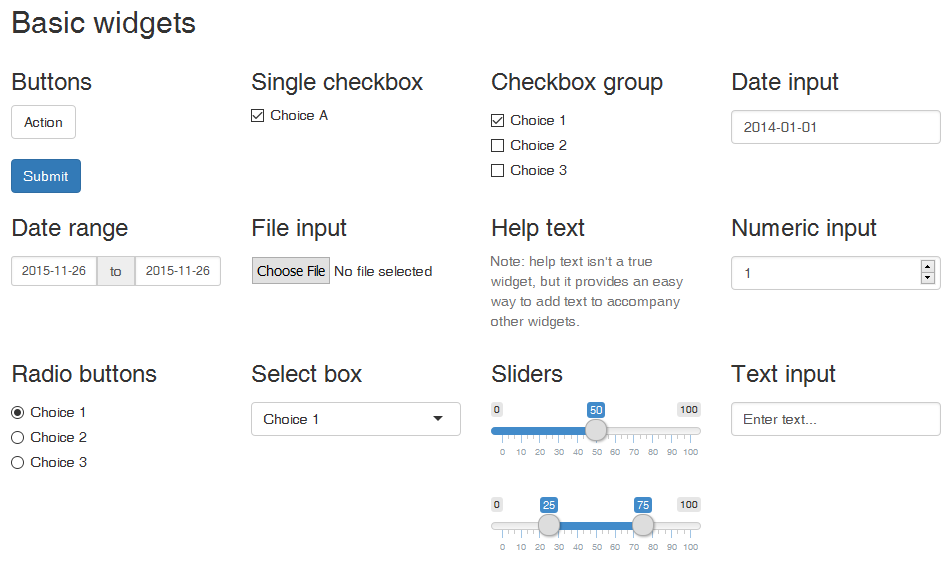 Basic widgets
Buttons
Action
Submit
Single checkbox
Choice A
Checkbox group
Choice 1
Choice 2
Choice 3
Date input
2014-01-01
Date range
2015-11-26 to 2015-11-26
File input
Choose File No file selected
Help text
Note: help text isn't a true
widget, but it provides an easy
way to add text to accompany
other widgets.
Numeric input
1
Radio buttons
Choice 1
Choice 2
Choice 3
Select box
Choice 1
Sliders
0 50 100
0 10 20 30 40 50 60 70 80 90 100
0 25 75 100
0 10 20 30 40 50 60 70 80 90 100
Text input
Enter text...